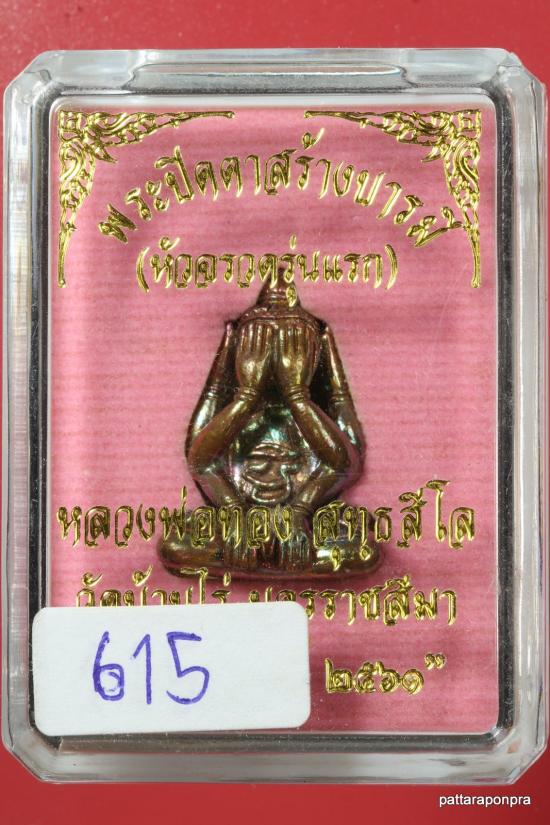 พระปิดตาสร้างบารมี
(หัวจรวดรุ่นแรก)
หลวงพ่อทอง สุทธสีโล
วัดบ้านไร่ นครราชสีมา
๒๕๖๑”
615
pattaraponpra